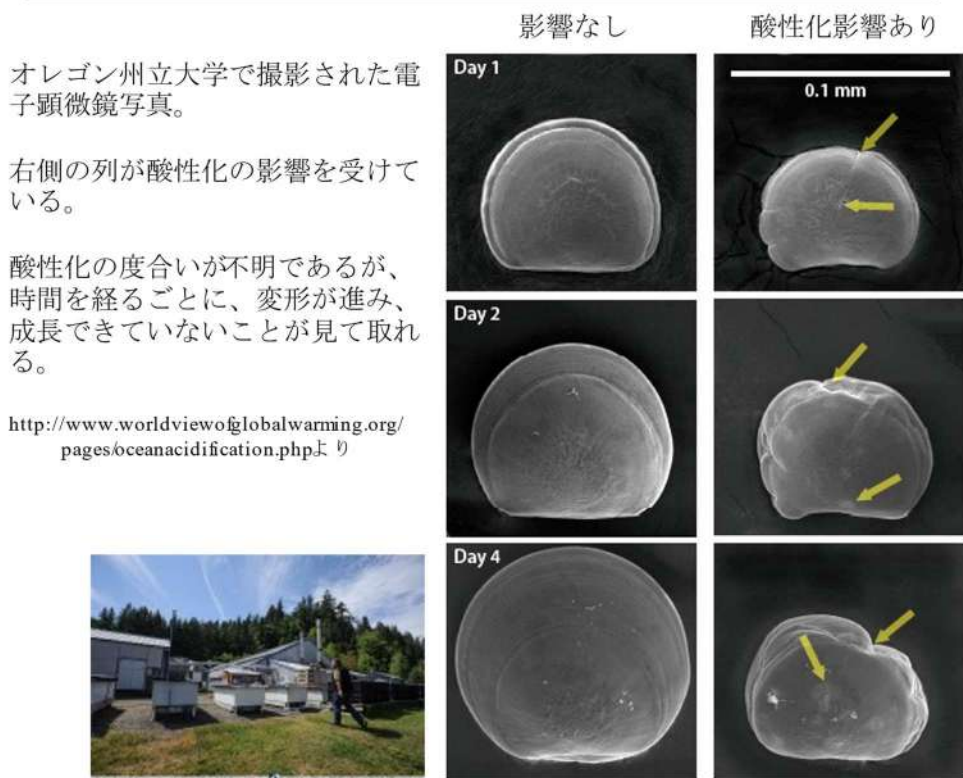 影響なし
酸性化影響あり
オレゴン州立大学で撮影された電
子顕微鏡写真。
右側の列が酸性化の影響を受けて
いる。
酸性化の度合いが不明であるが、
時間を経るごとに、変形が進み、
成長できていないことが見て取れ
る。
http://www.worldviewofglobalwarming.org/
pages/oceanacidification.phpより
Day 1
0.1 mm
Day 2
Day 4